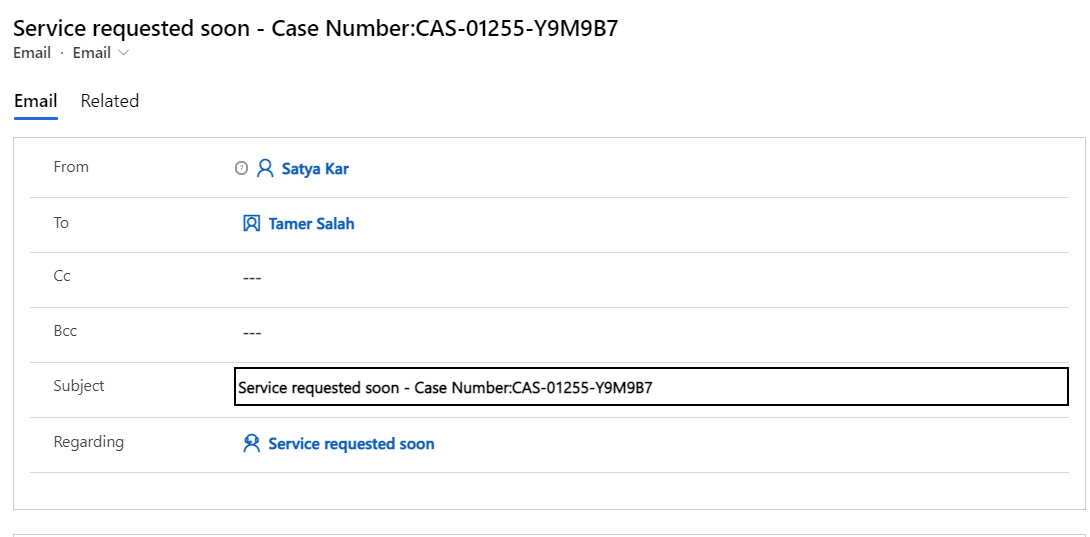 Service requested soon - Case Number:CAS-01255-Y9M9B7
Email · Email
Email Related
From Satya Kar
To Tamer Salah
Cc ---
Bcc ---
Subject Service requested soon - Case Number:CAS-01255-Y9M9B7
Regarding Service requested soon